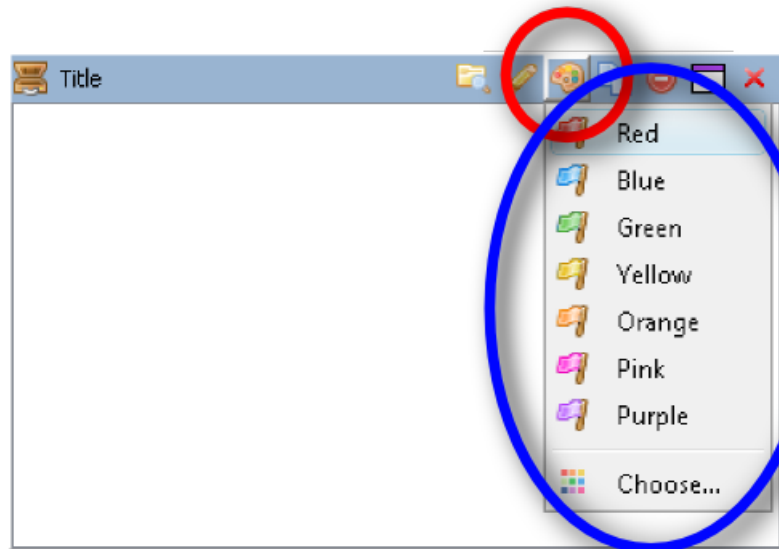 Title
Red
Blue
Green
Yellow
Orange
Pink
Purple
Choose...